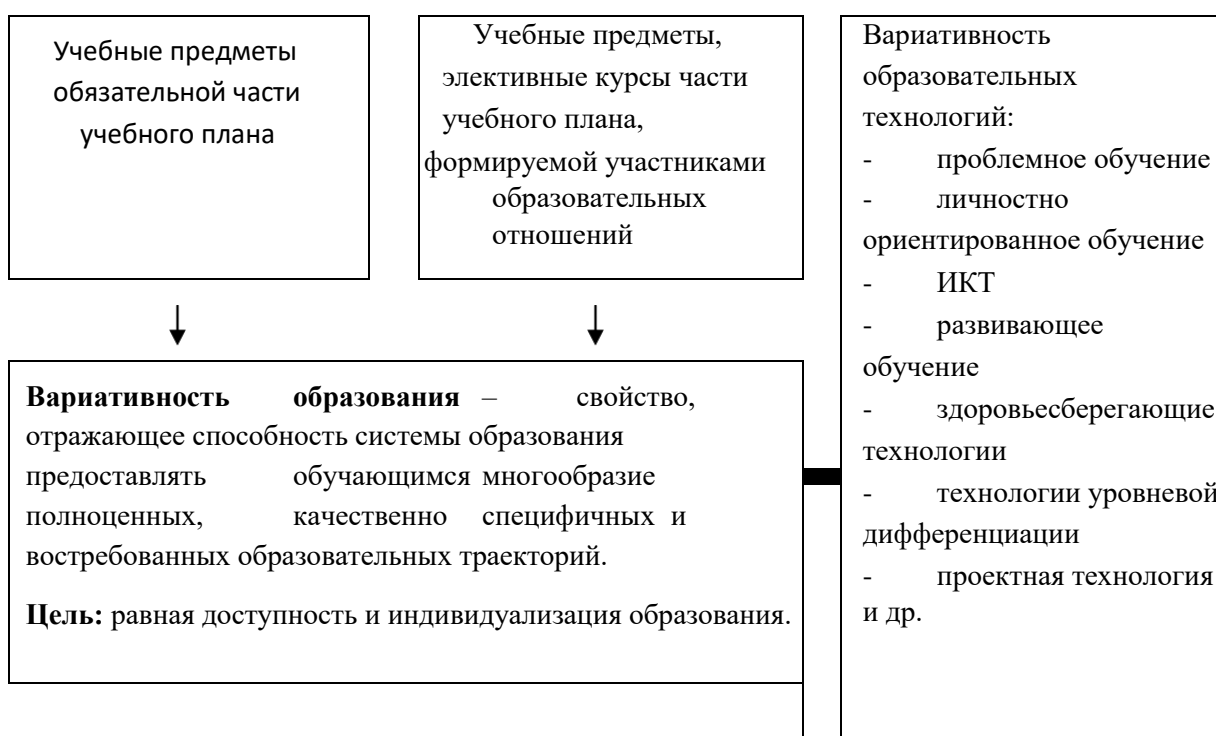 Учебные предметы
обязательной части
учебного плана
Учебные предметы,
элективные курсы части
учебного плана,
формируемой участниками
образовательных
отношений
Вариативность образования – свойство,
отражающее способность системы образования
предоставлять обучающимся многообразие
полноценных, качественно специфичных и
востребованных образовательных траекторий.
Цель: равная доступность и индивидуализация образования.
Вариативность
образовательных
технологий:
- проблемное обучение
- личностно
ориентированное обучение
- ИКТ
- развивающее
обучение
- здоровьесберегающие
технологии
- технологии уровневой
дифференциации
- проектная технология
и др.